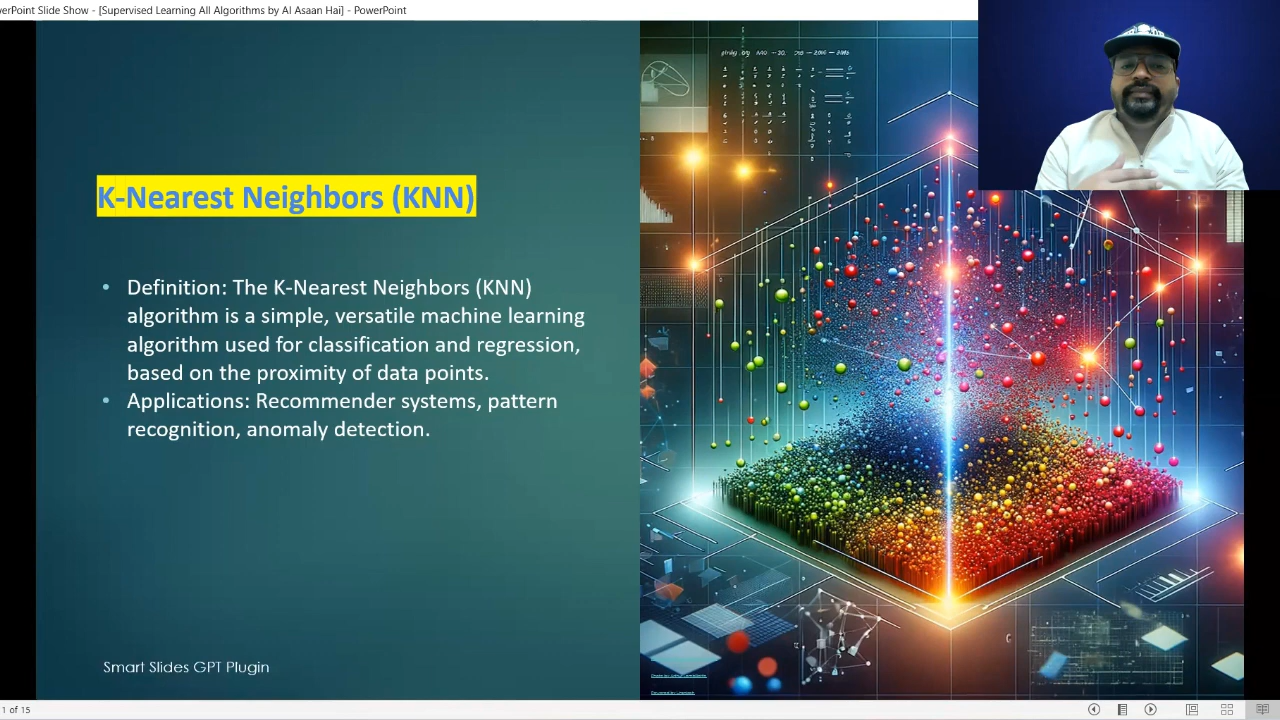 erPoint Slide Show - [Supervised Learning All Algorithms by AI Asaan Hai] - PowerPoint
K-Nearest Neighbors (KNN)
Definition: The K-Nearest Neighbors (KNN)
algorithm is a simple, versatile machine learning
algorithm used for classification and regression,
based on the proximity of data points.
Applications: Recommender systems, pattern
recognition, anomaly detection.
Smart Slides GPT Plugin
1 of 15